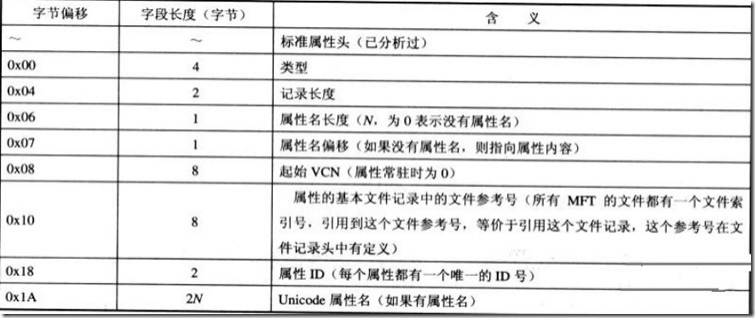 字节偏移 字段长度（字节） 含 义
～ ～ 标准属性头（已分析过）
0x00 4 类型
0x04 2 记录长度
0x06 1 属性名长度（N，为 0 表示没有属性名）
0x07 1 属性名偏移（如果没有属性名，则指向属性内容）
0x08 8 起始 VCN（属性常驻时为 0）
属性的基本文件记录中的文件参考号（所有 MFT 的文件都有一个文件索
0x10 8 引号，引用到这个文件参考号，等价于引用这个文件记录，这个参考号在文
件记录头中有定义）
0x18 2 属性 ID（每个属性都有一个唯一的 ID 号）
0x1A 2N Unicode 属性名（如果有属性名）